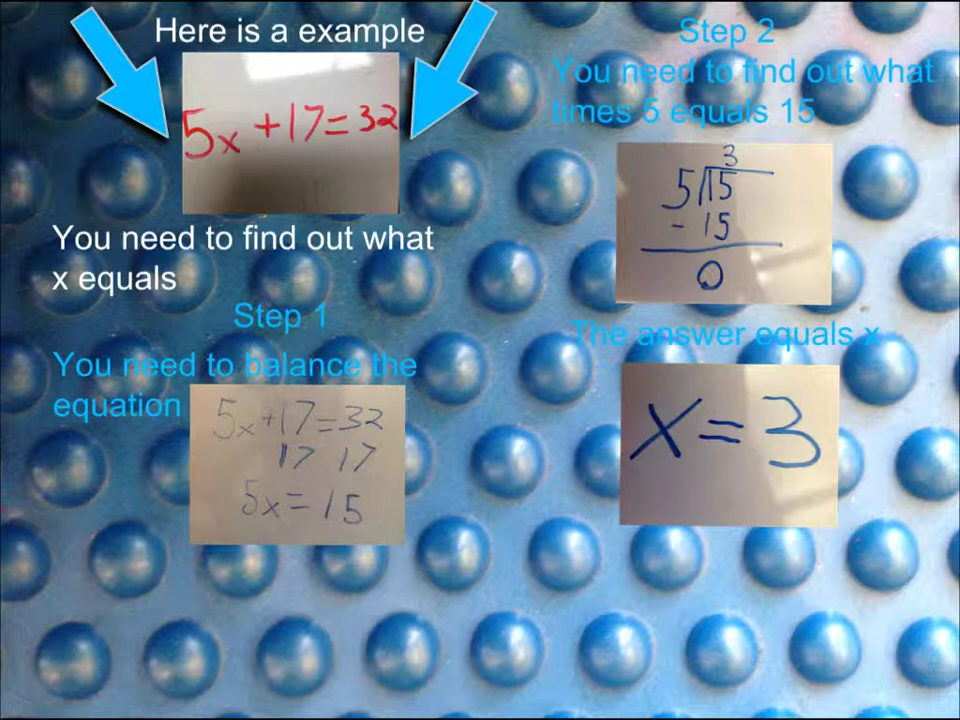 Here is a example
5x +17=32
You need to find out what
x equals
Step 1
You need to balance the
equation
5x+17=32
17 17
5x=15
Step 2
You need to find out what
times 5 equals 15
3
5)15
- 15
0
The answer equals x
x=3